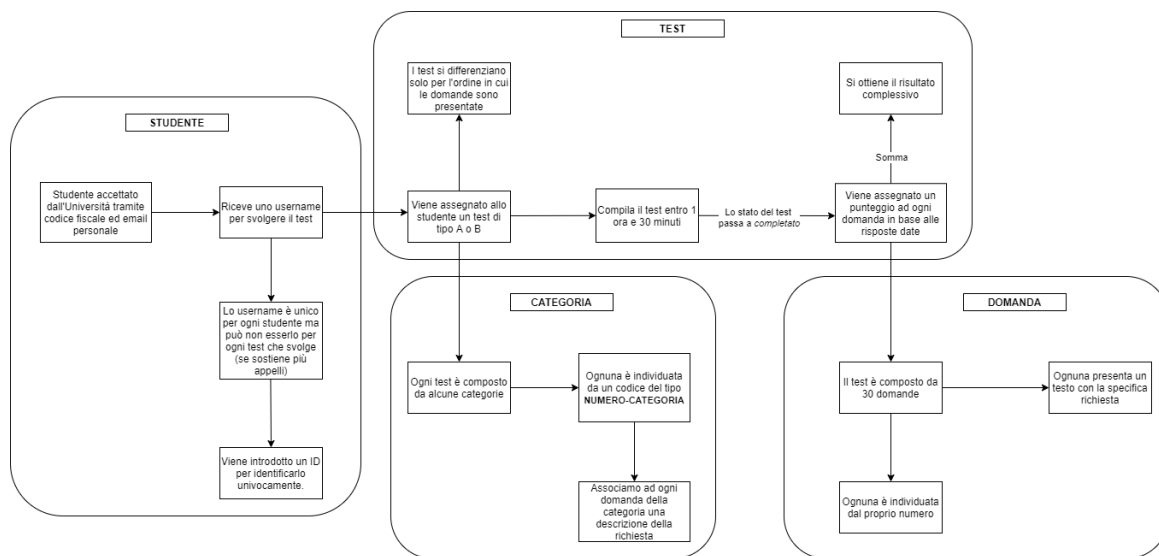 TEST
I test si differenziano
solo per l'ordine in cui
le domande sono
presentate
Si ottiene il risultato
complessivo
STUDENTE
Somma
Studente accettato
dall'Università tramite
codice fiscale ed email
personale
Riceve uno username
per svolgere il test
Viene assegnato allo
studente un test di
tipo A o B
Compila il test entro 1
ora e 30 minuti
Lo stato del test
passa a completato
Viene assegnato un
punteggio ad ogni
domanda in base alle
risposte date
Lo username è unico
per ogni studente ma
può non esserlo per
ogni test che svolge
(se sostiene più
appelli)
Viene introdotto un ID
per identificarlo
univocamente.
CATEGORIA
Ogni test è composto
da alcune categorie
Ognuna è individuata
da un codice del tipo
NUMERO-CATEGORIA
Associamo ad ogni
domanda della
categoria una
descrizione della
richiesta
DOMANDA
Il test è composto da
30 domande
Ognuna presenta un
testo con la specifica
richiesta
Ognuna è individuata
dal proprio numero